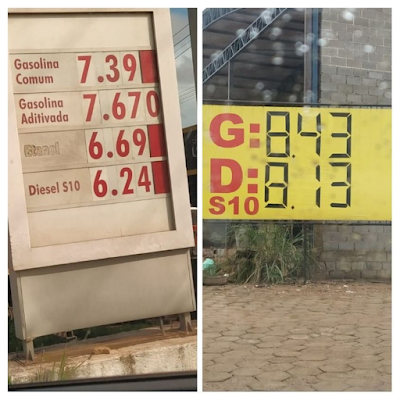 Gasolina
Comum 7.39
Gasolina
Aditivada 7.670
Etanol 6.69
Diesel S10 6.24
G: 8.43
D: 8.13
S10